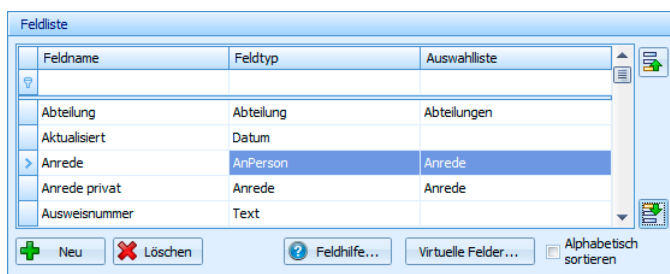 Feldliste
Feldname Feldtyp Auswahlliste
Abteilung Abteilung Abteilungen
Aktualisiert Datum
Anrede AnPerson Anrede
Anrede privat Anrede Anrede
Ausweisnummer Text
Neu Löschen Feldhilfe... Virtuelle Felder... Alphabetisch
sortieren